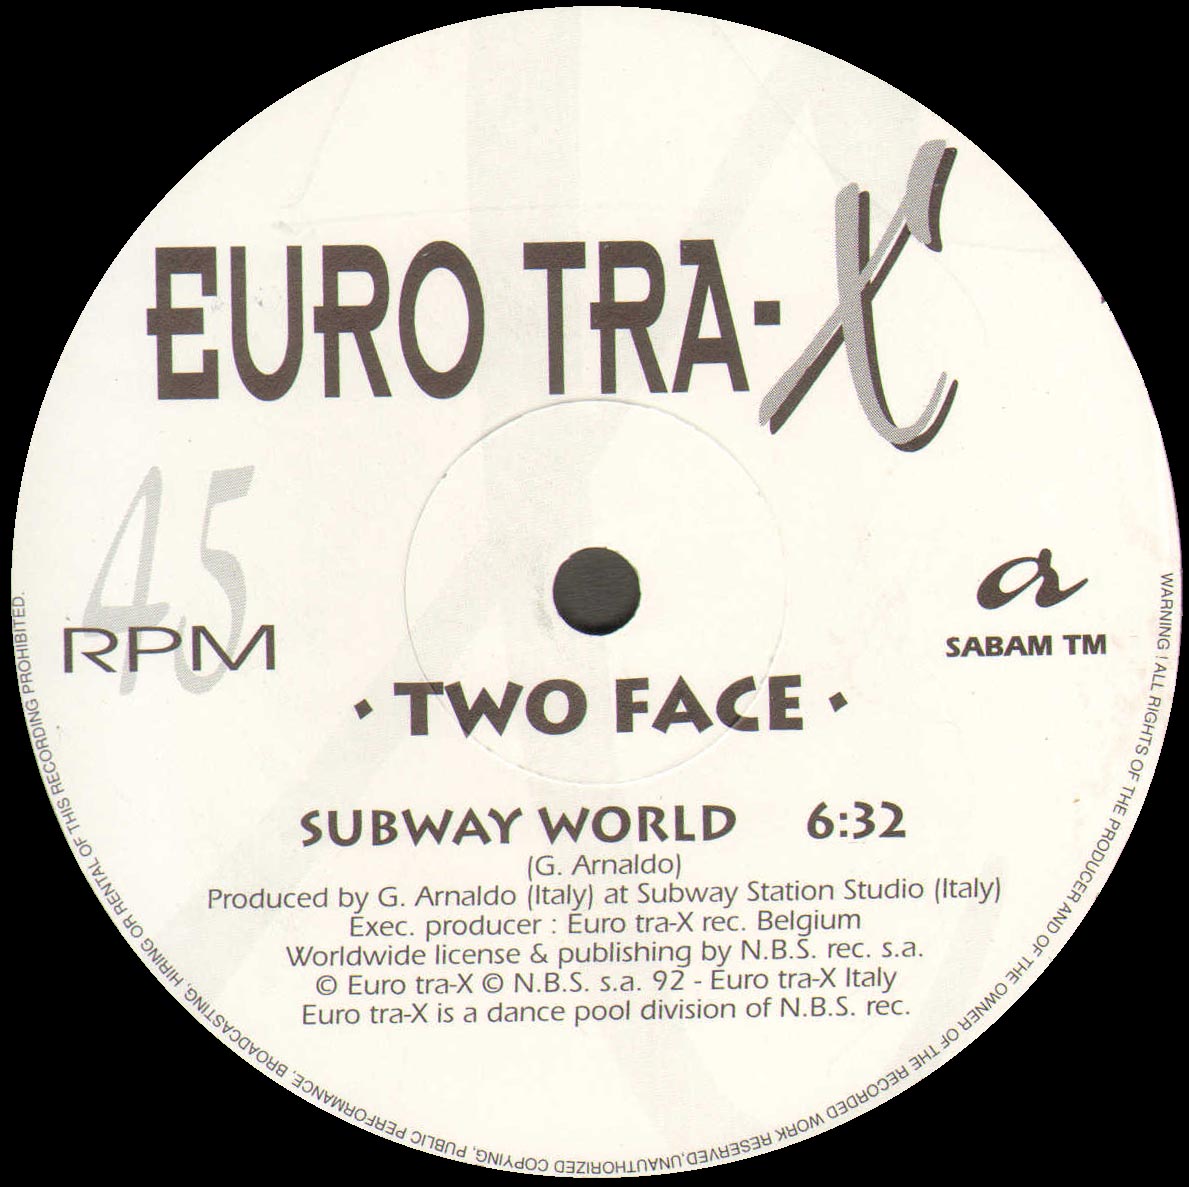 EURO TRA-X
45
RPM
a
SABAM TM
· TWO FACE ·
SUBWAY WORLD 6:32
(G. Arnaldo)
Produced by G. Arnaldo (Italy) at Subway Station Studio (Italy)
Exec. producer : Euro tra-X rec. Belgium
Worldwide license & publishing by N.B.S. rec. s.a.
© Euro tra-X © N.B.S. s.a. 92 - Euro tra-X Italy
Euro tra-X is a dance pool division of N.B.S. rec.
WARNING ! ALL RIGHTS OF THE PRODUCER AND OF THE OWNER OF THE RECORDED WORK RESERVED,UNAUTHORIZED COPYING, PUBLIC PERFORMANCE, BROADCASTING, HIRING OR RENTAL OF THIS RECORDING PROHIBITED.